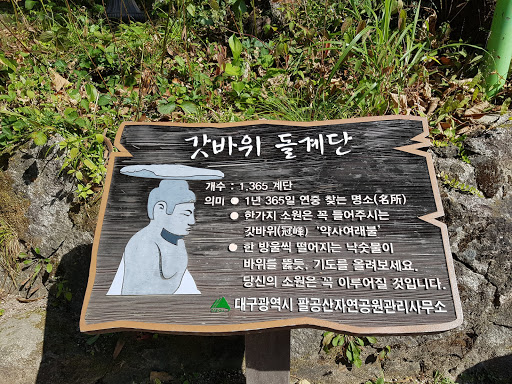 갓바위 돌계단
개수 : 1,365 계단
의미 ● 1년 365일 연중 찾는 명소(名所)
● 한가지 소원은 꼭 들어주시는
갓바위(冠峰) '약사여래불'
● 한 방울씩 떨어지는 낙숫물이
바위를 뚫듯, 기도를 올려보세요.
당신의 소원은 꼭 이루어질 것입니다.
대구광역시 팔공산자연공원관리사무소